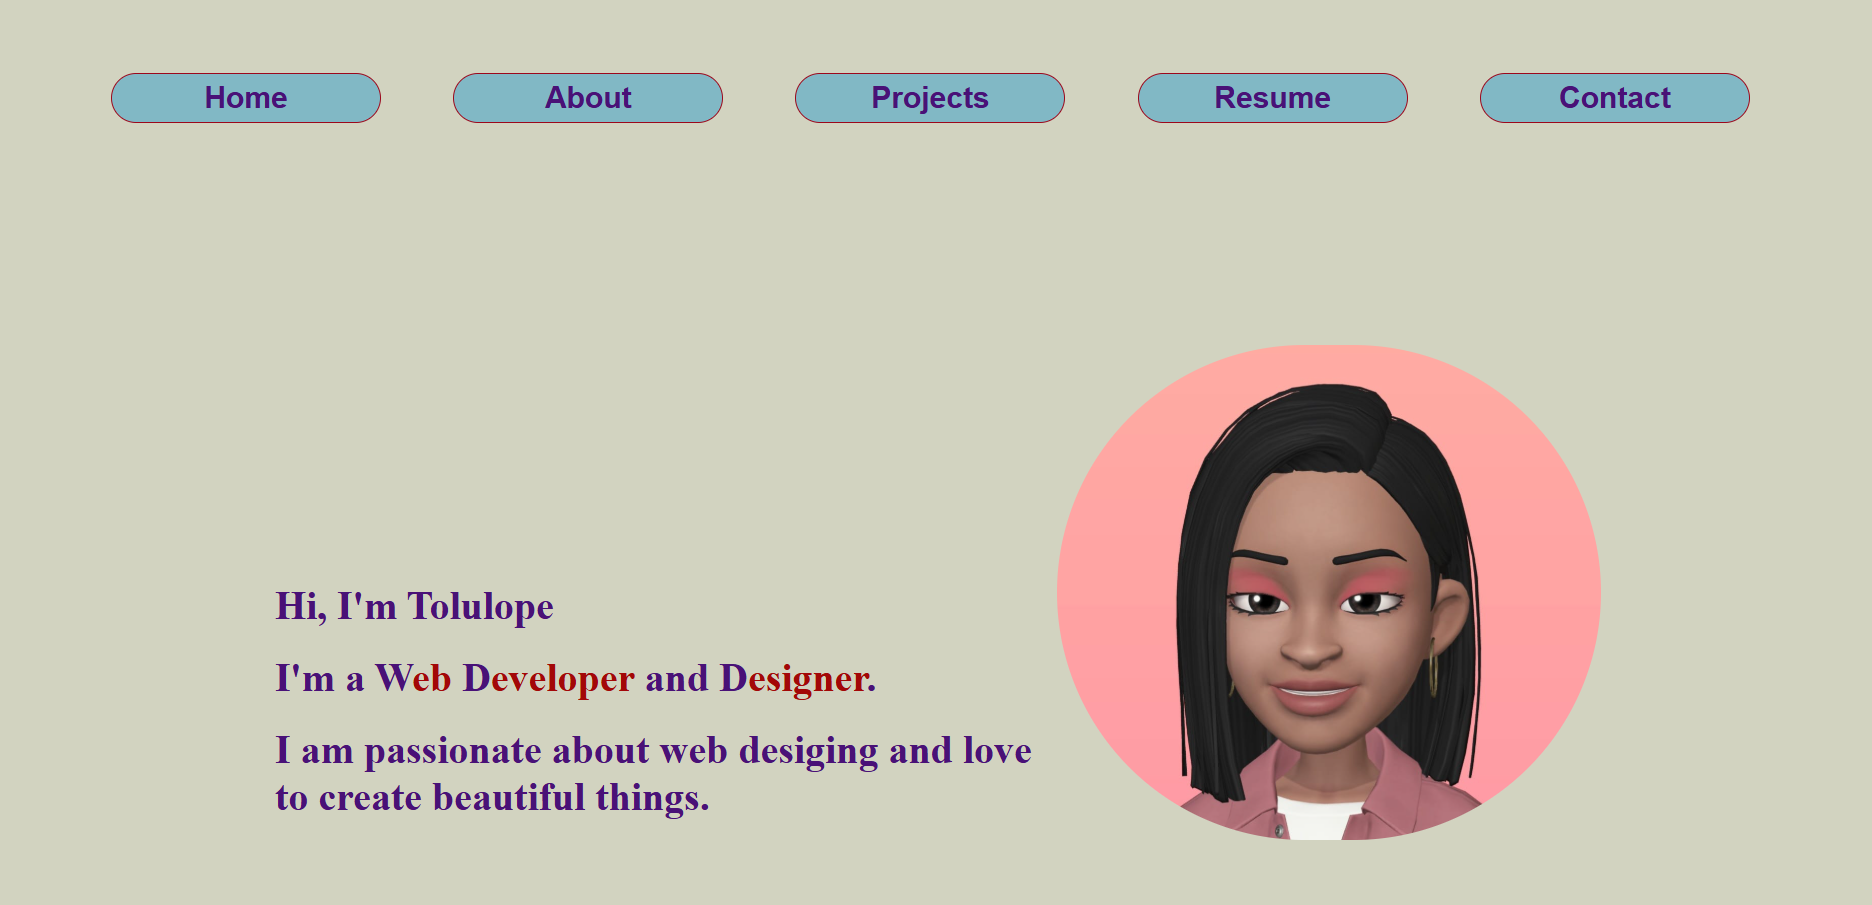 Home
About
Projects
Resume
Contact
Hi, I'm Tolulope
I'm a Web Developer and Designer.
I am passionate about web desiging and love
to create beautiful things.